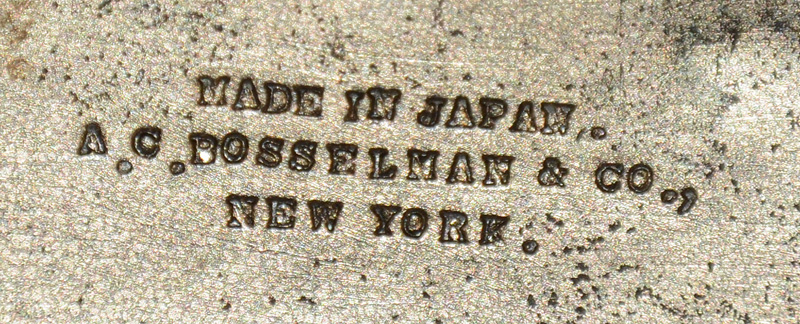 MADE IN JAPAN.
A.C.BOSSELMAN & CO.,
NEW YORK.